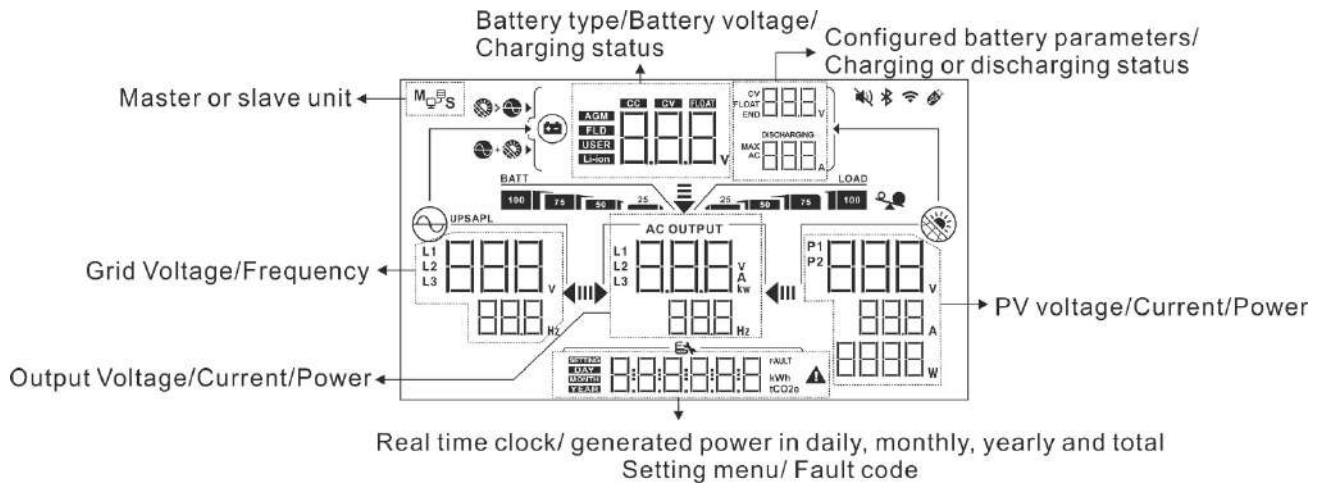 Battery type/Battery voltage/
Charging status
Configured battery parameters/
Charging or discharging status
Master or slave unit
M S
CC CV FLOAT
AGM
FLD
USER
Li-ion
V
CV
FLOAT
END
V
DISCHARGING
MAX
AC
A
BATT
LOAD
100 75 50 25
25 50 75 100
UPSAPL
AC OUTPUT
L1
L2
L3
V
Hz
L1
L2
L3
V
A
kw
Hz
P1
P2
V
A
W
Grid Voltage/Frequency
PV voltage/Current/Power
Output Voltage/Current/Power
SETTING
DAY
MONTH
YEAR
FAULT
kWh
tCO2e
Real time clock/ generated power in daily, monthly, yearly and total
Setting menu/ Fault code